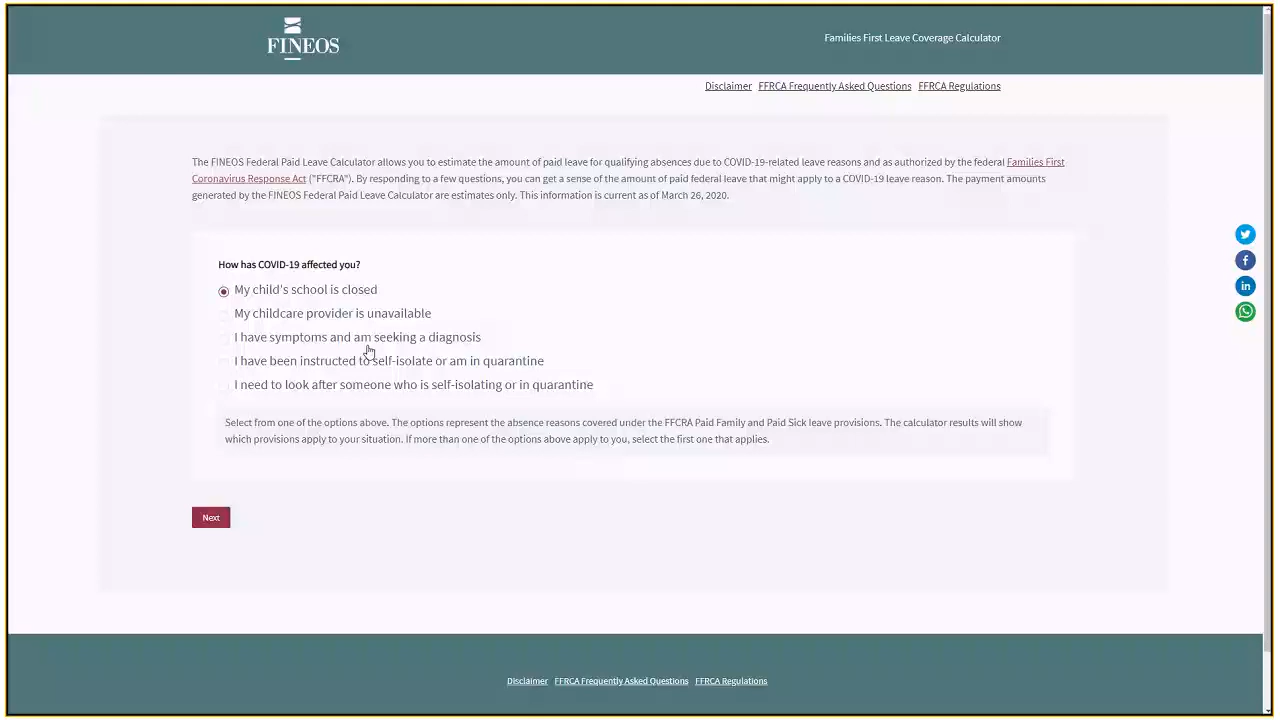 FINEOS
Families First Leave Coverage Calculator
Disclaimer FFRCA Frequently Asked Questions FFRCA Regulations
The FINEOS Federal Paid Leave Calculator allows you to estimate the amount of paid leave for qualifying absences due to COVID-19-related leave reasons and as authorized by the federal Families First
Coronavirus Response Act ("FFCRA"). By responding to a few questions, you can get a sense of the amount of paid federal leave that might apply to a COVID-19 leave reason. The payment amounts
generated by the FINEOS Federal Paid Leave Calculator are estimates only. This information is current as of March 26, 2020.
How has COVID-19 affected you?
My child's school is closed
My childcare provider is unavailable
I have symptoms and am seeking a diagnosis
I have been instructed to self-isolate or am in quarantine
I need to look after someone who is self-isolating or in quarantine
Select from one of the options above. The options represent the absence reasons covered under the FFCRA Paid Family and Paid Sick leave provisions. The calculator results will show
which provisions apply to your situation. If more than one of the options above apply to you, select the first one that applies.
Next
Disclaimer FFRCA Frequently Asked Questions FFRCA Regulations